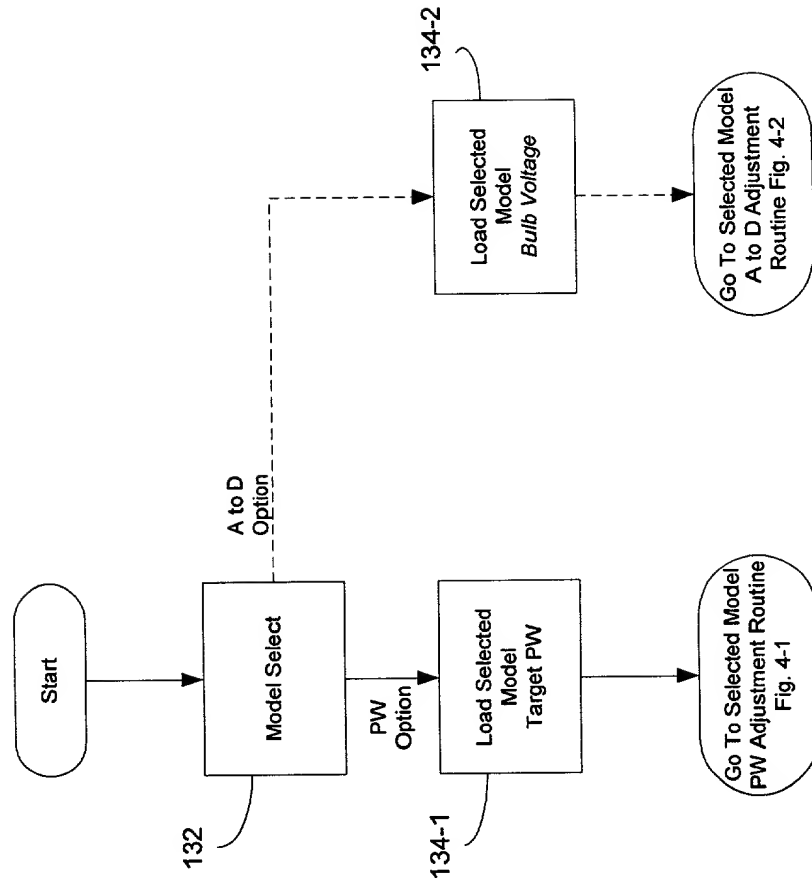 Start
132
Model Select
A to D
Option
PW
Option
134-1
Load Selected
Model
Target PW
134-2
Load Selected
Model
Bulb Voltage
Go To Selected Model
PW Adjustment Routine
Fig. 4-1
Go To Selected Model
A to D Adjustment
Routine Fig. 4-2